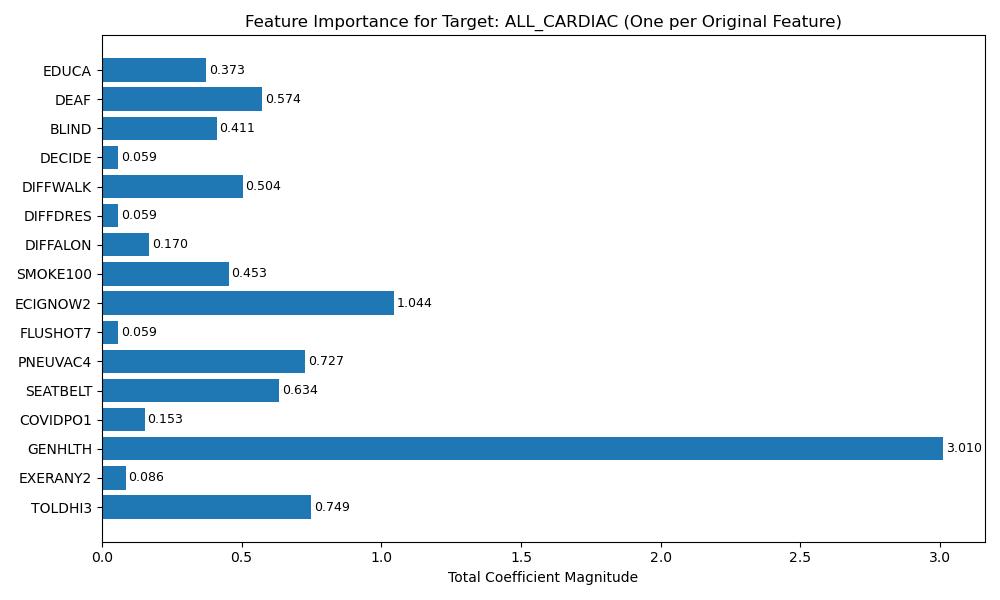 Feature Importance for Target: ALL_CARDIAC (One per Original Feature)
EDUCA 0.373
DEAF 0.574
BLIND 0.411
DECIDE 0.059
DIFFWALK 0.504
DIFFDRES 0.059
DIFFALON 0.170
SMOKE100 0.453
ECIGNOW2 1.044
FLUSHOT7 0.059
PNEUVAC4 0.727
SEATBELT 0.634
COVIDPO1 0.153
GENHLTH 3.010
EXERANY2 0.086
TOLDHI3 0.749
0.0 0.5 1.0 1.5 2.0 2.5 3.0
Total Coefficient Magnitude